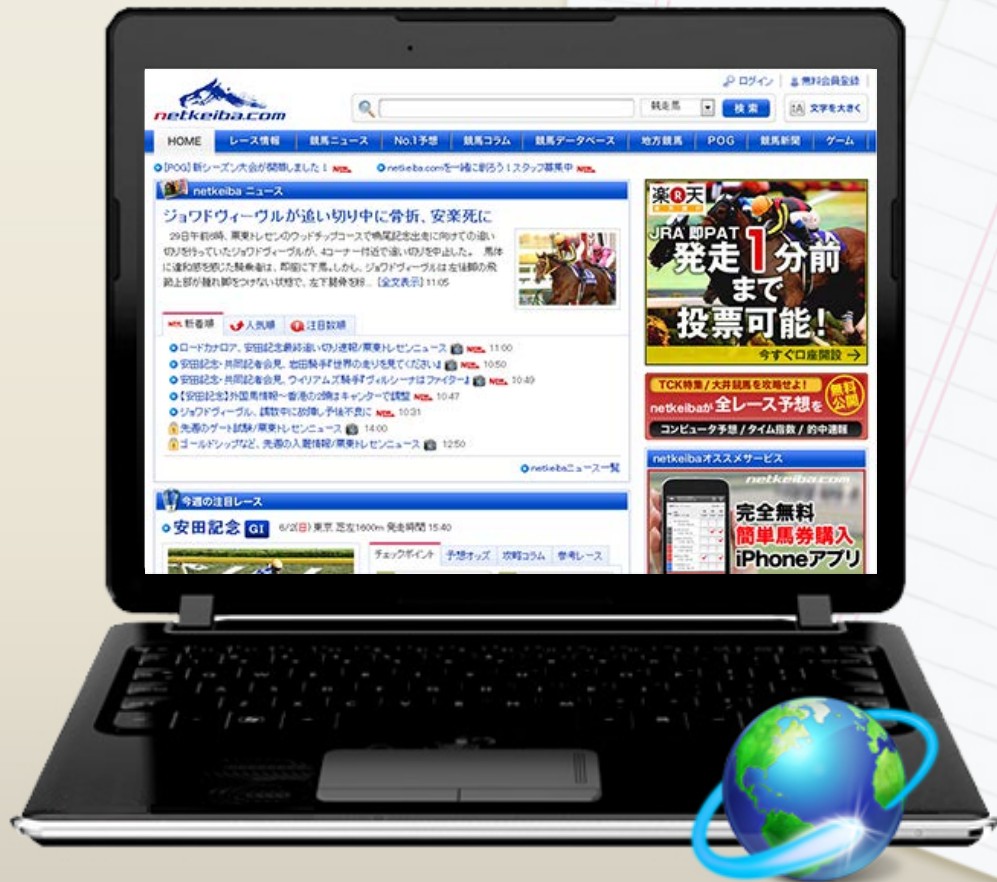 netkeiba.com
ログイン
無料会員登録
競走馬
検索
文字を大きく
HOME
レース情報
競馬ニュース
No.1予想
競馬コラム
競馬データベース
地方競馬
POG
競馬新聞
ゲーム
[POG] 新シーズン大会が開幕しました!
netkeiba.comを一緒に創ろう!スタッフ募集中
netkeiba ニュース
ジョワドヴィーヴルが追い切り中に骨折、安楽死に
29日午前6時、栗東トレセンのウッドチップコースで鳴尾記念出走に向けての追い
切りを行っていたジョワドヴィーヴルが、4コーナー付近で追い切りを中止した。 馬体
に違和感を感じた騎乗者は、即座に下馬。しかし、ジョワドヴィーヴルは左後脚の飛
節上部が腫れ脚をつけない状態で、左下腿骨を... [全文表示] 11:05
新着順
人気順
注目数順
ロードカナロア、安田記念最終追い切り速報/栗東トレセンニュース 11:00
安田記念・共同記者会見、岩田騎手『世界の走りを見てください』 10:50
安田記念・共同記者会見、ウイリアムズ騎手『ヴィルシーナはファイター』 10:49
【安田記念】外国馬情報～香港の2頭はキャンターで調整 10:47
ジョワドヴィーヴル、調教中に故障し予後不良に 10:31
先週のゲート試験/栗東トレセンニュース 14:00
ゴールドシップなど、先週の入厩情報/栗東トレセンニュース 12:50
netkeibaニュース一覧
今週の注目レース
安田記念 GI 6/2(日) 東京 芝左1600m 発走時間 15:40
チェックポイント
予想オッズ
攻略コラム
参考レース
楽R天
JRA 即PAT
発走1分前
まで
投票可能!
今すぐ口座開設→
TCK特集/大井競馬を攻略せよ!
netkeibaが全レース予想を
無料公開
コンピュータ予想/タイム指数/的中速報
netkeibaオススメサービス
netkeiba.com
完全無料
簡単馬券購入
iPhoneアプリ